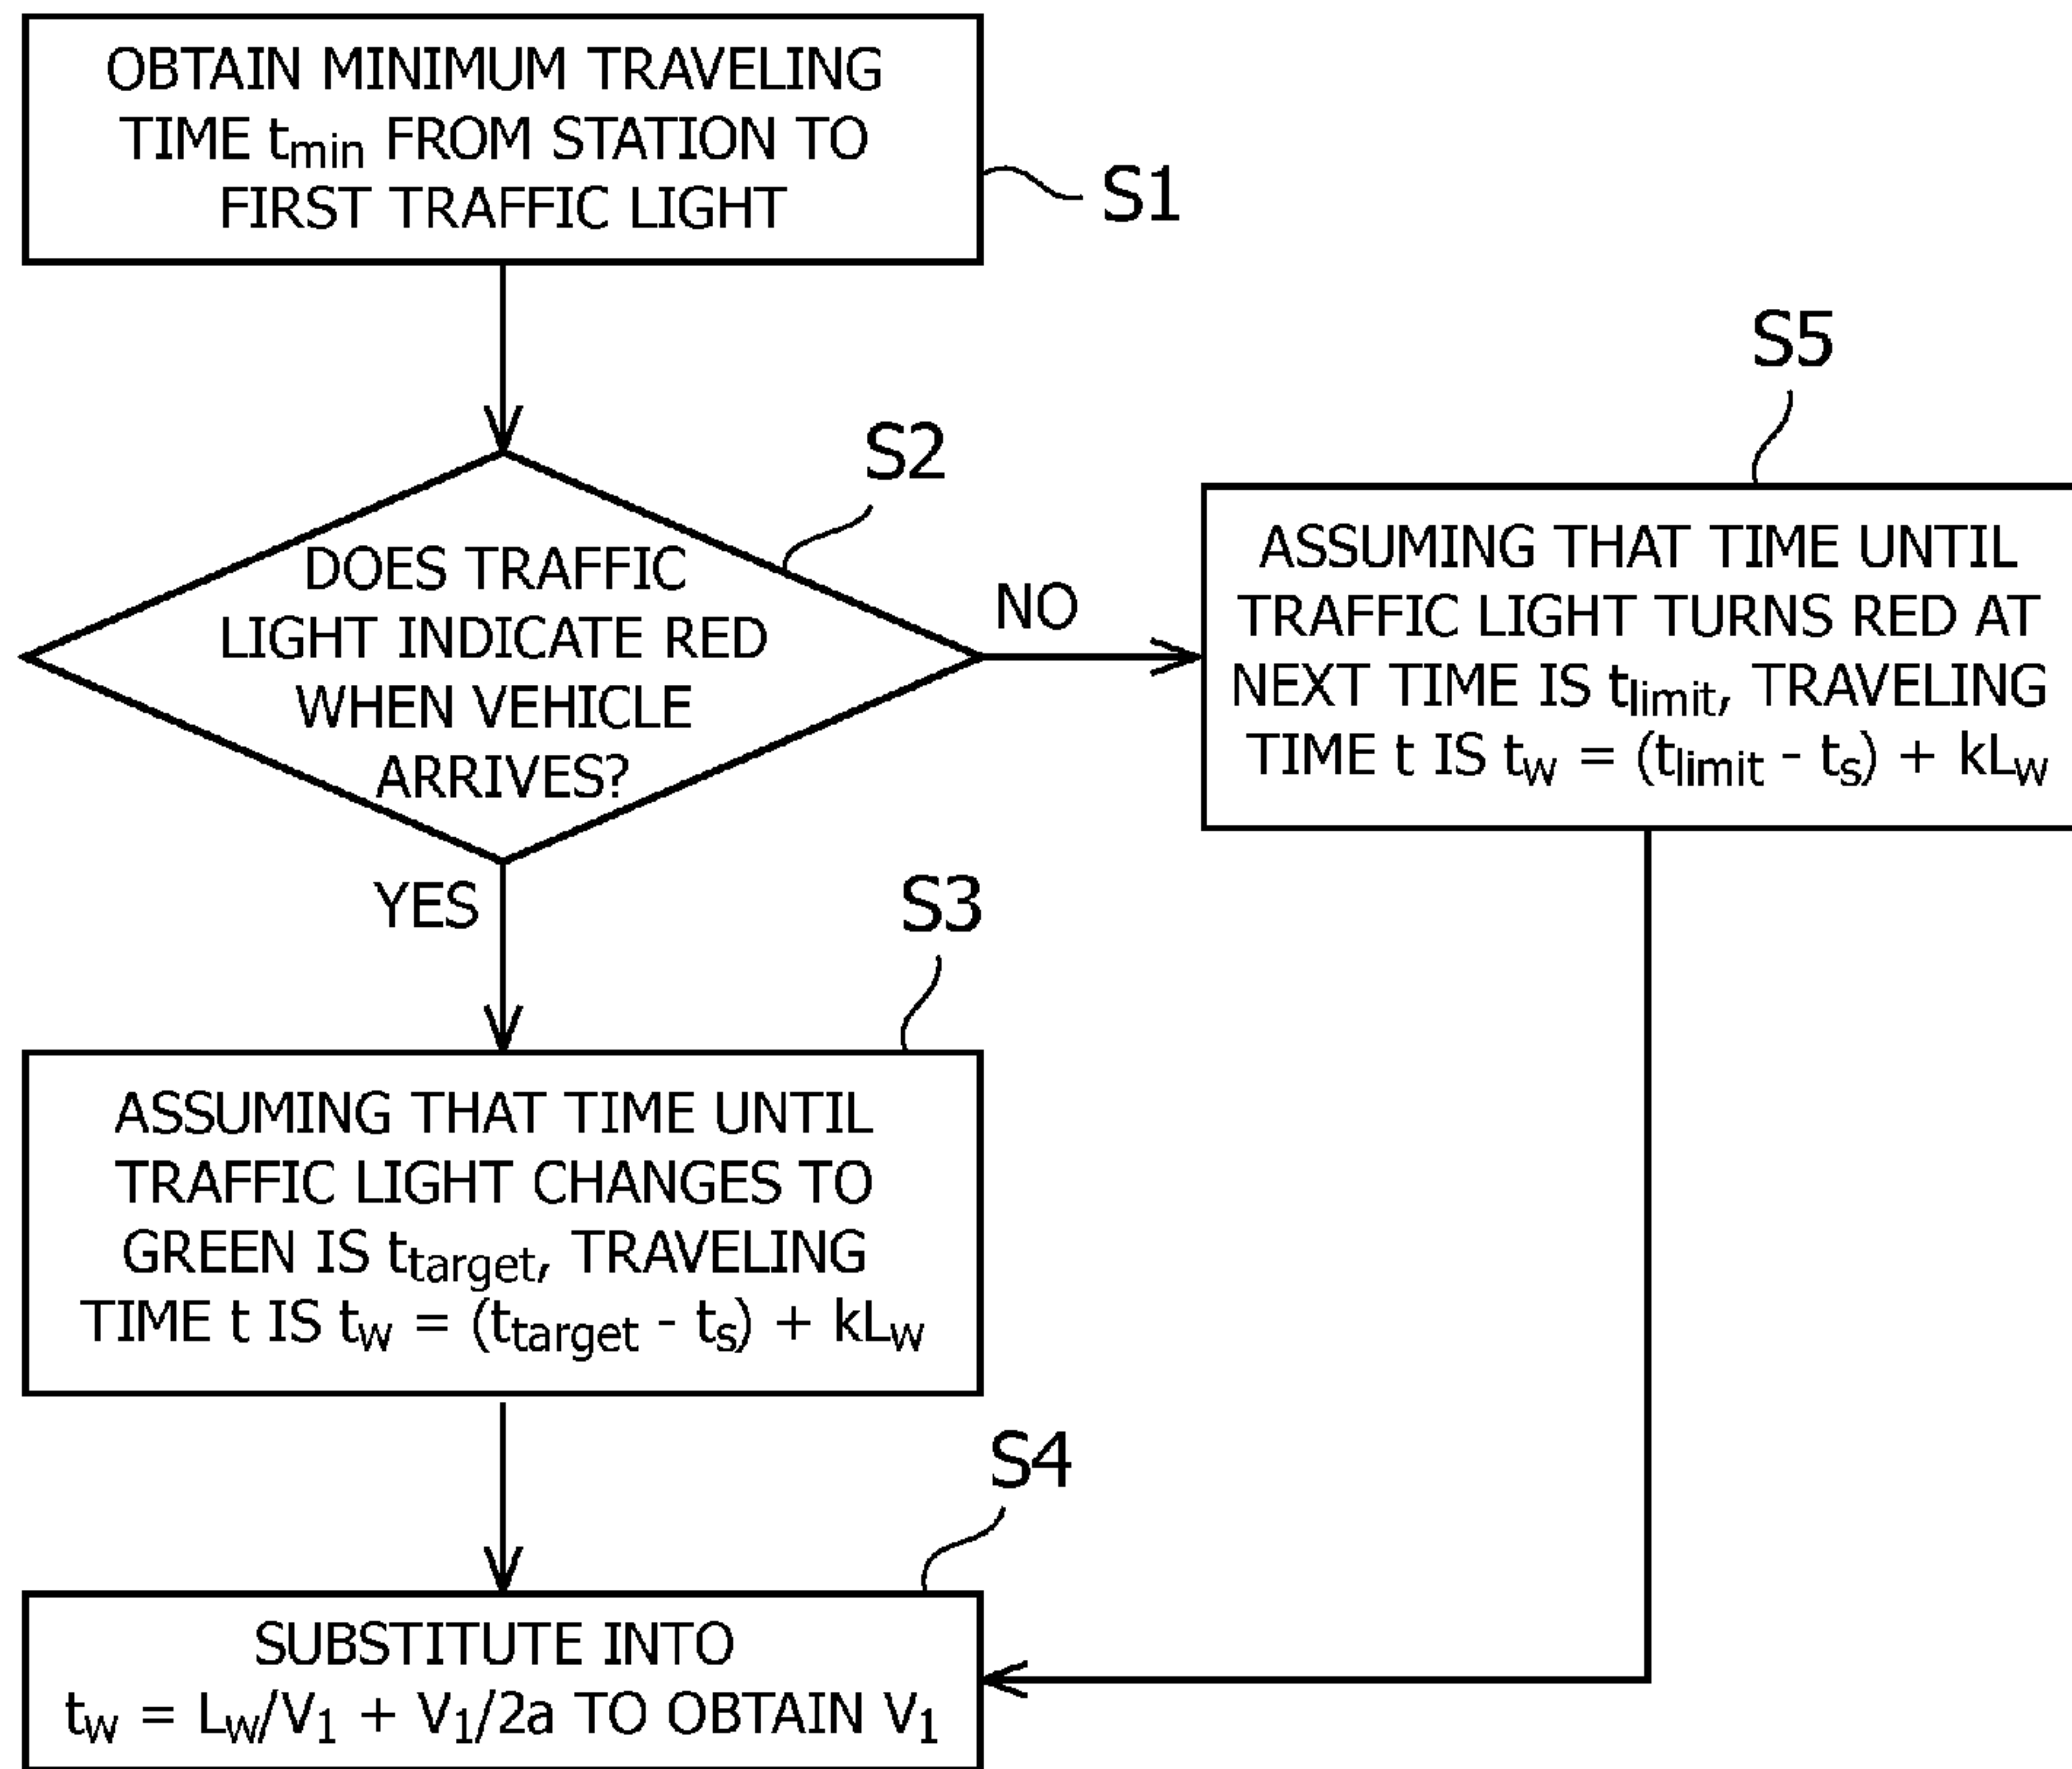 OBTAIN MINIMUM TRAVELING
TIME tmin FROM STATION TO
FIRST TRAFFIC LIGHT
S1
S2
DOES TRAFFIC
LIGHT INDICATE RED
WHEN VEHICLE
ARRIVES?
NO
S5
ASSUMING THAT TIME UNTIL
TRAFFIC LIGHT TURNS RED AT
NEXT TIME IS tlimit, TRAVELING
TIME t IS tw = (tlimit - ts) + kLw
YES
S3
ASSUMING THAT TIME UNTIL
TRAFFIC LIGHT CHANGES TO
GREEN IS ttarget, TRAVELING
TIME t IS tw = (ttarget - ts) + kLw
S4
SUBSTITUTE INTO
tw = Lw/V1 + V1/2a TO OBTAIN V1